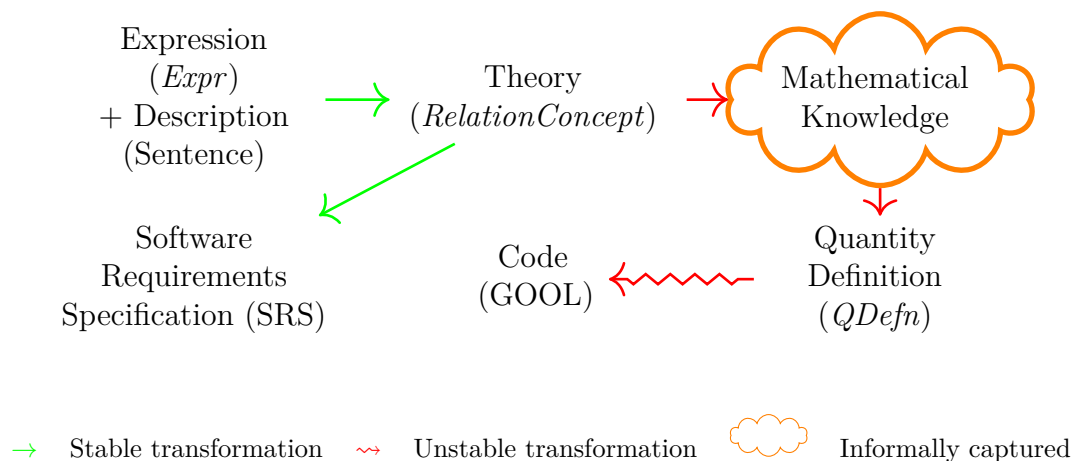 Expression
(Expr)
+ Description
(Sentence)
Theory
(RelationConcept)
Mathematical
Knowledge
Software
Requirements
Specification (SRS)
Code
(GOOL)
Quantity
Definition
(QDefn)
Stable transformation
Unstable transformation
Informally captured